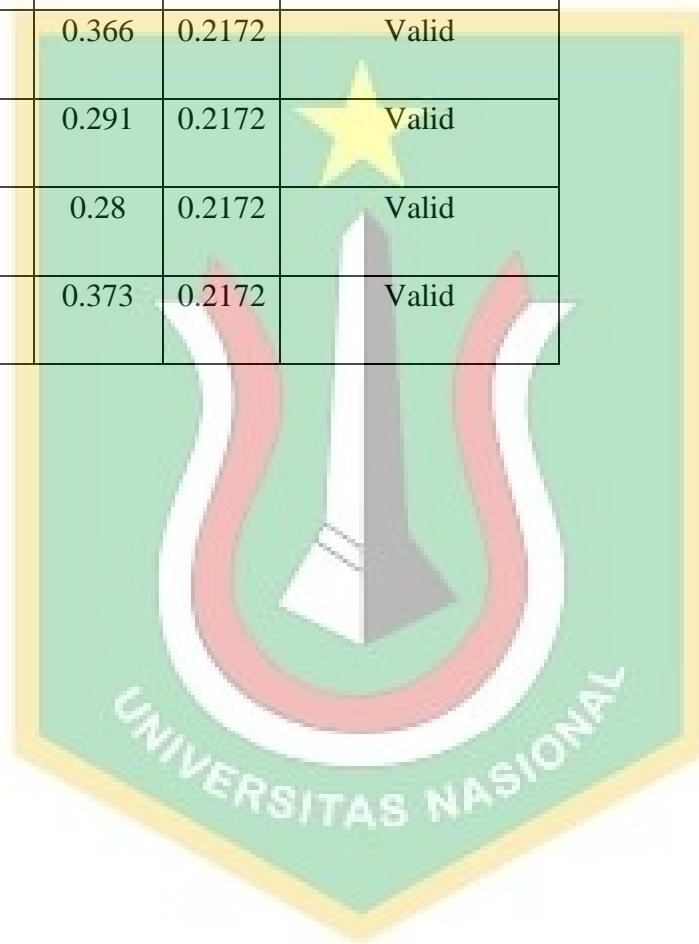 0.366 0.2172 Valid
0.291 0.2172 Valid
0.28 0.2172 Valid
0.373 0.2172 Valid
UNIVERSITAS NASIONAL